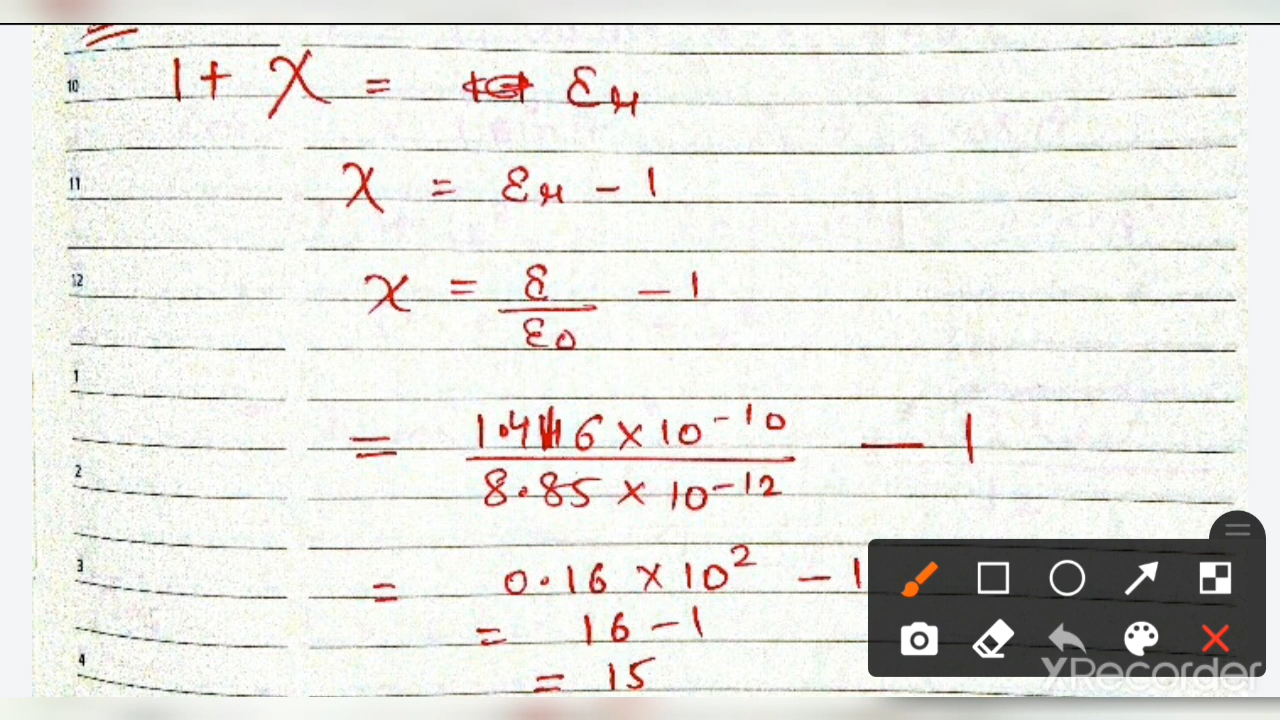 10
1 + χ = εr
11
χ = εr - 1
12
χ = ε/ε0 - 1
1
= 1.416 × 10^-10 / 8.85 × 10^-12 - 1
2
3
= 0.16 × 10^2 - 1
= 16 - 1
4
= 15
XRecorder